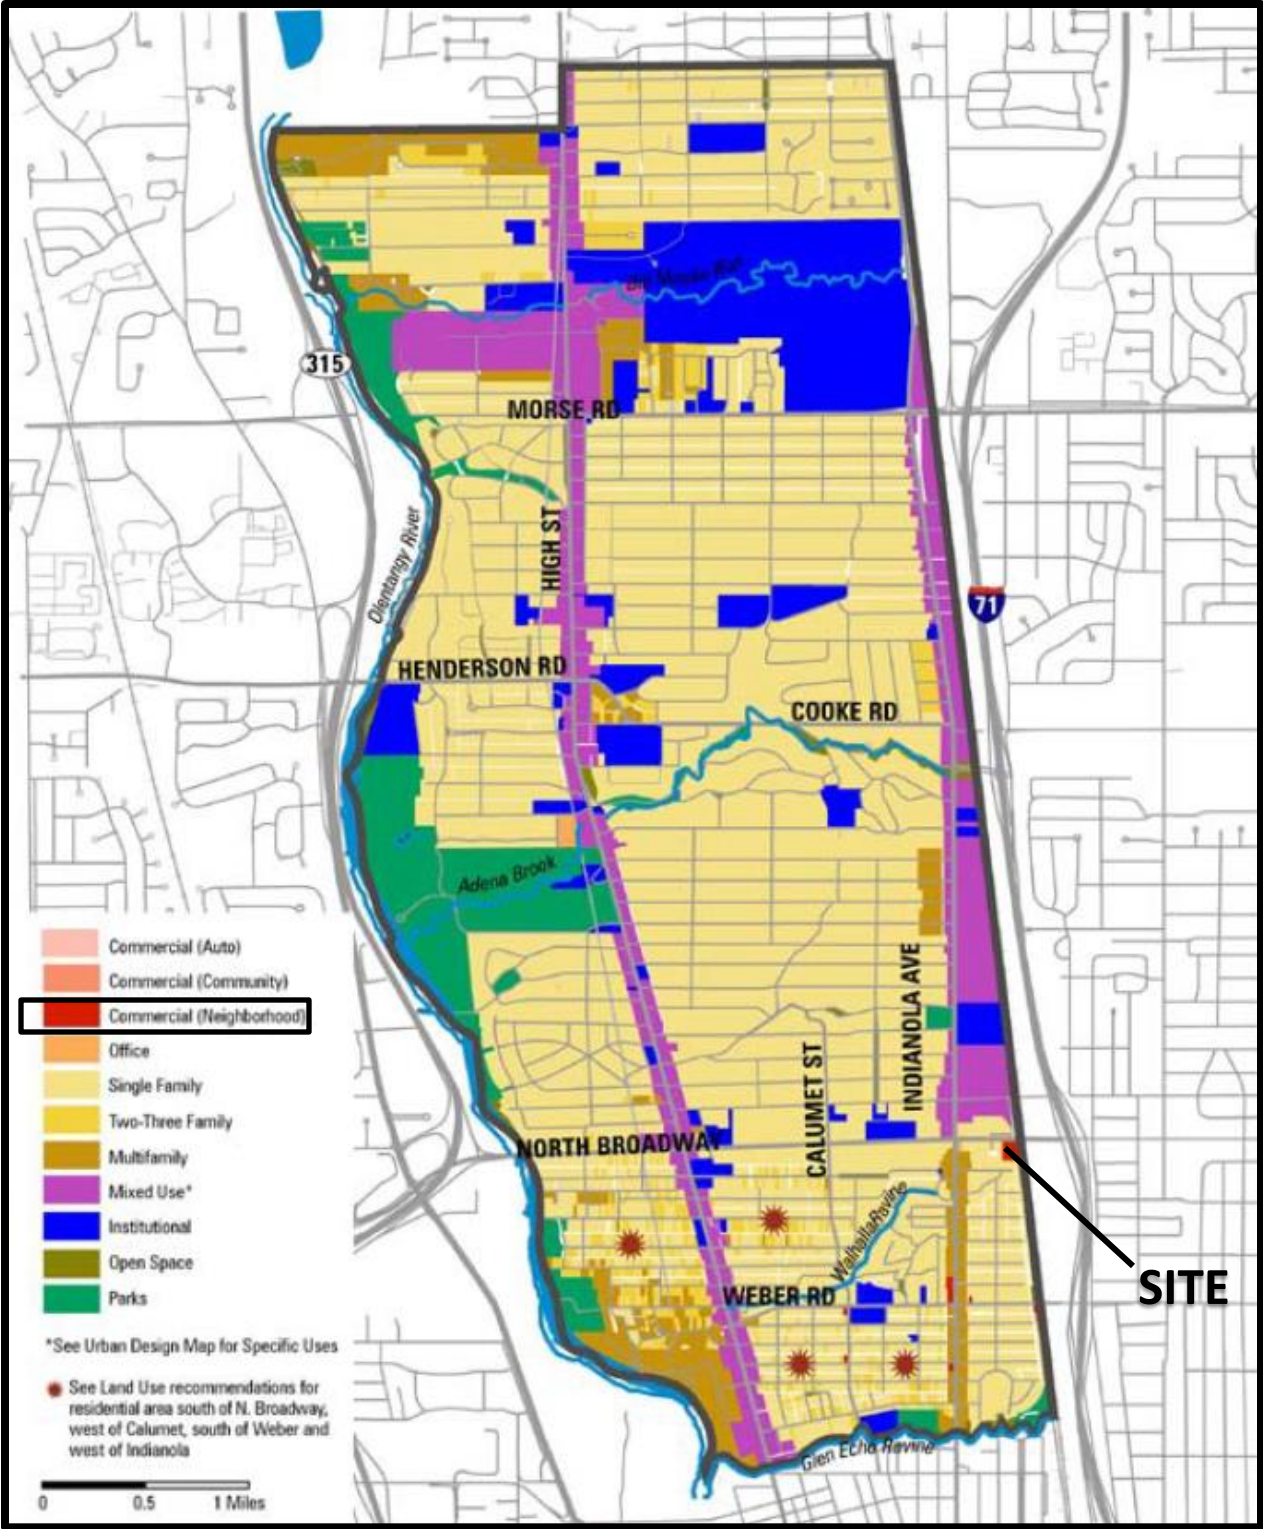 Big Walnut Run
315
MORSE RD
HIGH ST
Olentangy River
71
HENDERSON RD
COOKE RD
Adena Brook
INDIANOLA AVE
CALUMET ST
NORTH BROADWAY
Walhalla Ravine
SITE
WEBER RD
Glen Echo Ravine
Commercial (Auto)
Commercial (Community)
Commercial (Neighborhood)
Office
Single Family
Two-Three Family
Multifamily
Mixed Use*
Institutional
Open Space
Parks
*See Urban Design Map for Specific Uses
See Land Use recommendations for
residential area south of N. Broadway,
west of Calumet, south of Weber and
west of Indianola
0 0.5 1 Miles